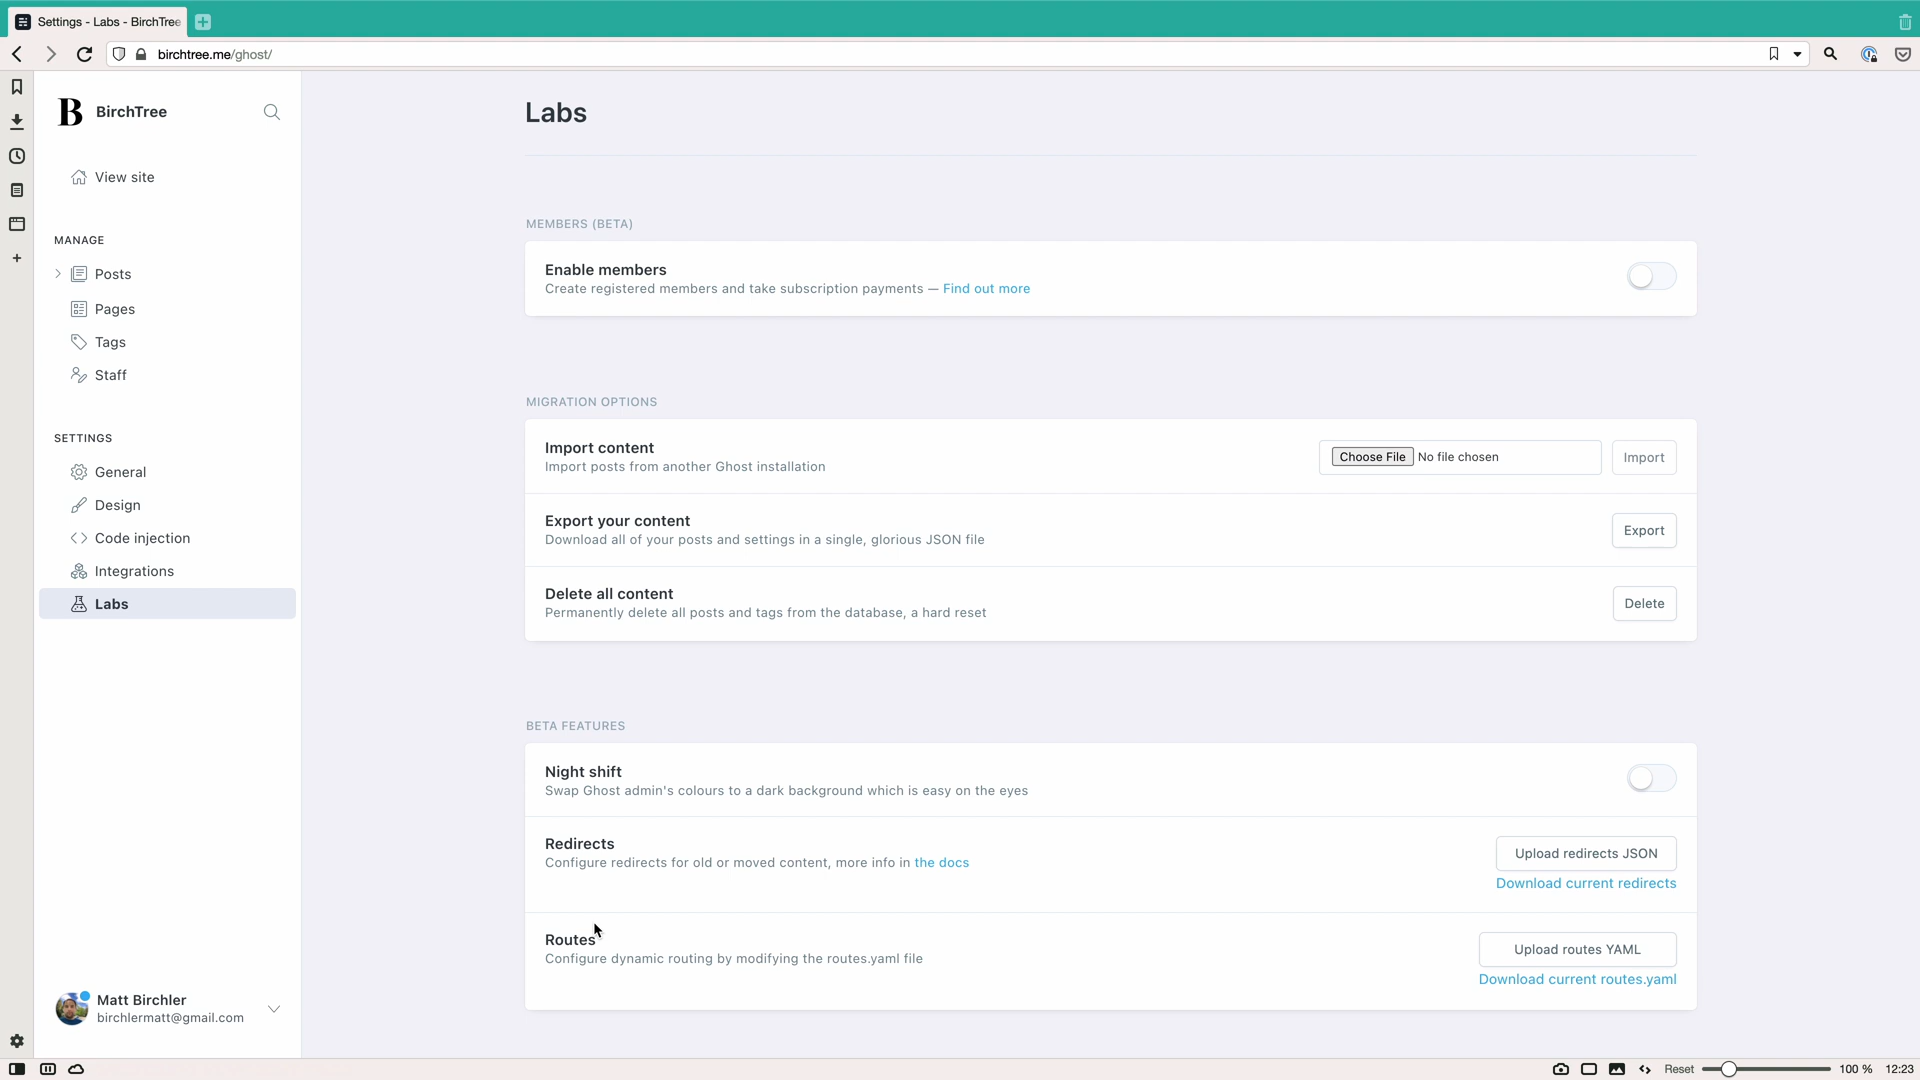 Settings - Labs - BirchTree
birchtree.me/ghost/
B BirchTree
View site
MANAGE
Posts
Pages
Tags
Staff
SETTINGS
General
Design
Code injection
Integrations
Labs
Matt Birchler
birchlermatt@gmail.com
Labs
MEMBERS (BETA)
Enable members
Create registered members and take subscription payments — Find out more
MIGRATION OPTIONS
Import content
Import posts from another Ghost installation
Choose File No file chosen
Import
Export your content
Download all of your posts and settings in a single, glorious JSON file
Export
Delete all content
Permanently delete all posts and tags from the database, a hard reset
Delete
BETA FEATURES
Night shift
Swap Ghost admin's colours to a dark background which is easy on the eyes
Redirects
Configure redirects for old or moved content, more info in the docs
Upload redirects JSON
Download current redirects
Routes
Configure dynamic routing by modifying the routes.yaml file
Upload routes YAML
Download current routes.yaml
Reset
100 %
12:23